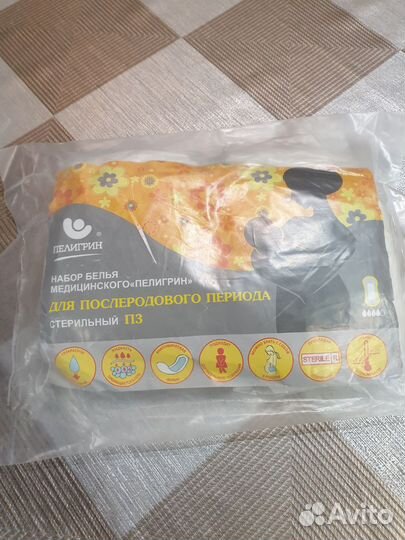 ПЕЛИГРИН
НАБОР БЕЛЬЯ
МЕДИЦИНСКОГО «ПЕЛИГРИН»
ДЛЯ ПОСЛЕРОДОВОГО ПЕРИОДА
СТЕРИЛЬНЫЙ П3
STERILE R
Avito